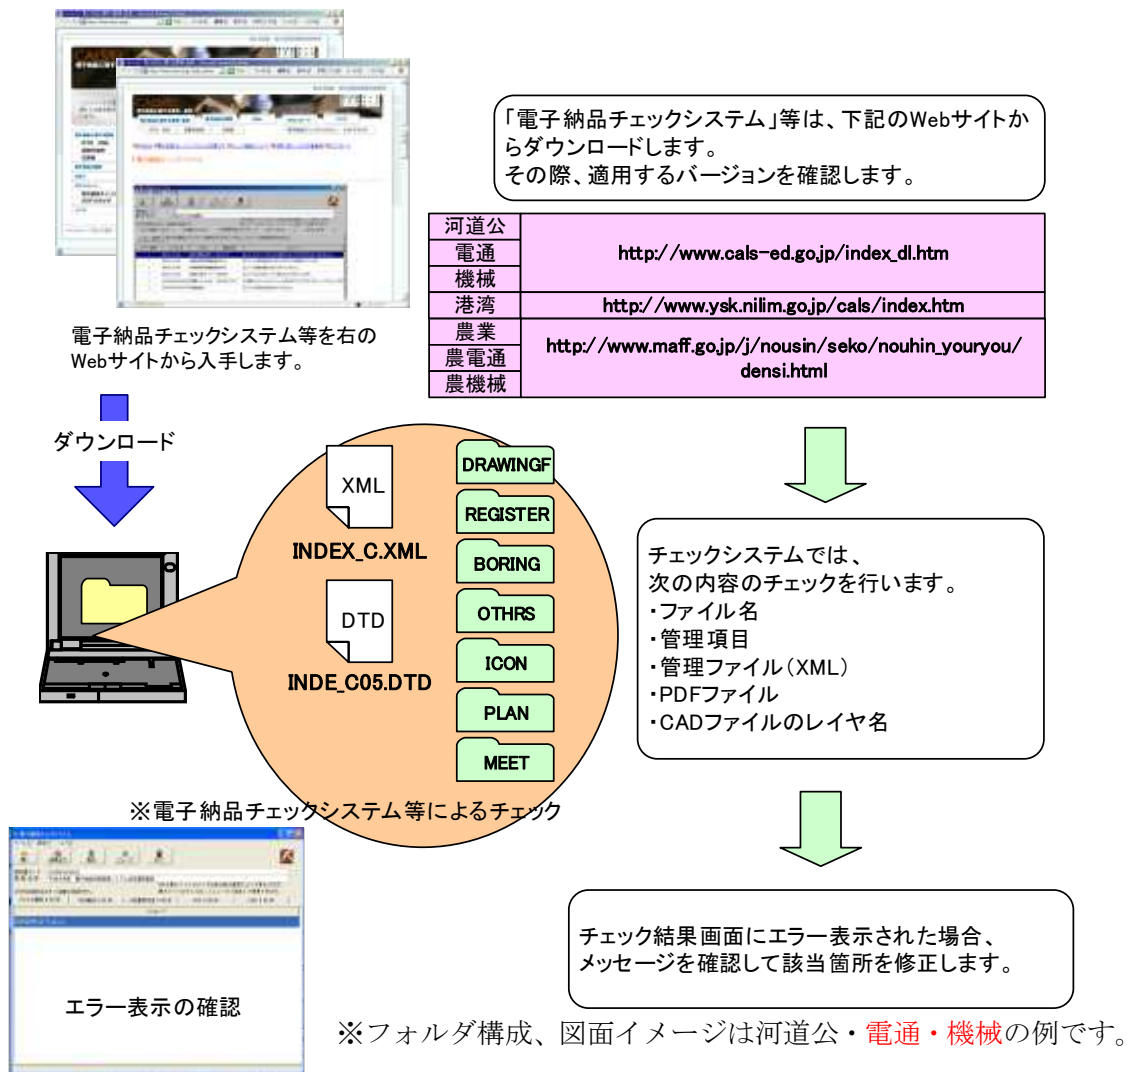 「電子納品チェックシステム」等は、下記のWebサイトか
らダウンロードします。
その際、適用するバージョンを確認します。
河道公
電通
機械
http://www.cals-ed.go.jp/index_dl.htm
港湾
http://www.ysk.nilim.go.jp/cals/index.htm
農業
農電通
農機械
http://www.maff.go.jp/j/nousin/seko/nouhin_youryou/
densi.html
電子納品チェックシステム等を右の
Webサイトから入手します。
ダウンロード
XML
INDEX_C.XML
DTD
INDE_C05.DTD
DRAWINGF
REGISTER
BORING
OTHRS
ICON
PLAN
MEET
チェックシステムでは、
次の内容のチェックを行います。
・ファイル名
・管理項目
・管理ファイル（XML）
・PDFファイル
・CADファイルのレイヤ名
※電子納品チェックシステム等によるチェック
エラー表示の確認
チェック結果画面にエラー表示された場合、
メッセージを確認して該当箇所を修正します。
※フォルダ構成、図面イメージは河道公・電通・機械の例です。